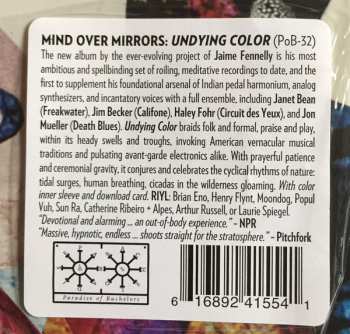 MIND OVER MIRRORS: UNDYING COLOR (PoB-32)
The new album by the ever-evolving project of Jaime Fennelly is his
most ambitious and spellbinding set of roiling, meditative recordings to date, and the
first to supplement his foundational arsenal of Indian pedal harmonium, analog
synthesizers, and incantatory voices with a full ensemble, including Janet Bean
(Freakwater), Jim Becker (Califone), Haley Fohr (Circuit des Yeux), and Jon
Mueller (Death Blues). Undying Color braids folk and formal, praise and play,
within its heady swells and troughs, invoking American vernacular musical
traditions and pulsating avant-garde electronics alike. With prayerful patience
and ceremonial gravity, it conjures and celebrates the cyclical rhythms of nature:
tidal surges, human breathing, cicadas in the wilderness gloaming. With color
inner sleeve and download card. RIYL: Brian Eno, Henry Flynt, Moondog, Popul
Vuh, Sun Ra, Catherine Ribeiro + Alpes, Arthur Russell, or Laurie Spiegel.
"Devotional and alarming ... an out-of-body experience." - NPR
"Massive, hypnotic, endless ... shoots straight for the stratosphere." - Pitchfork
&
Paradise of Bachelors
6 16892 41554 1